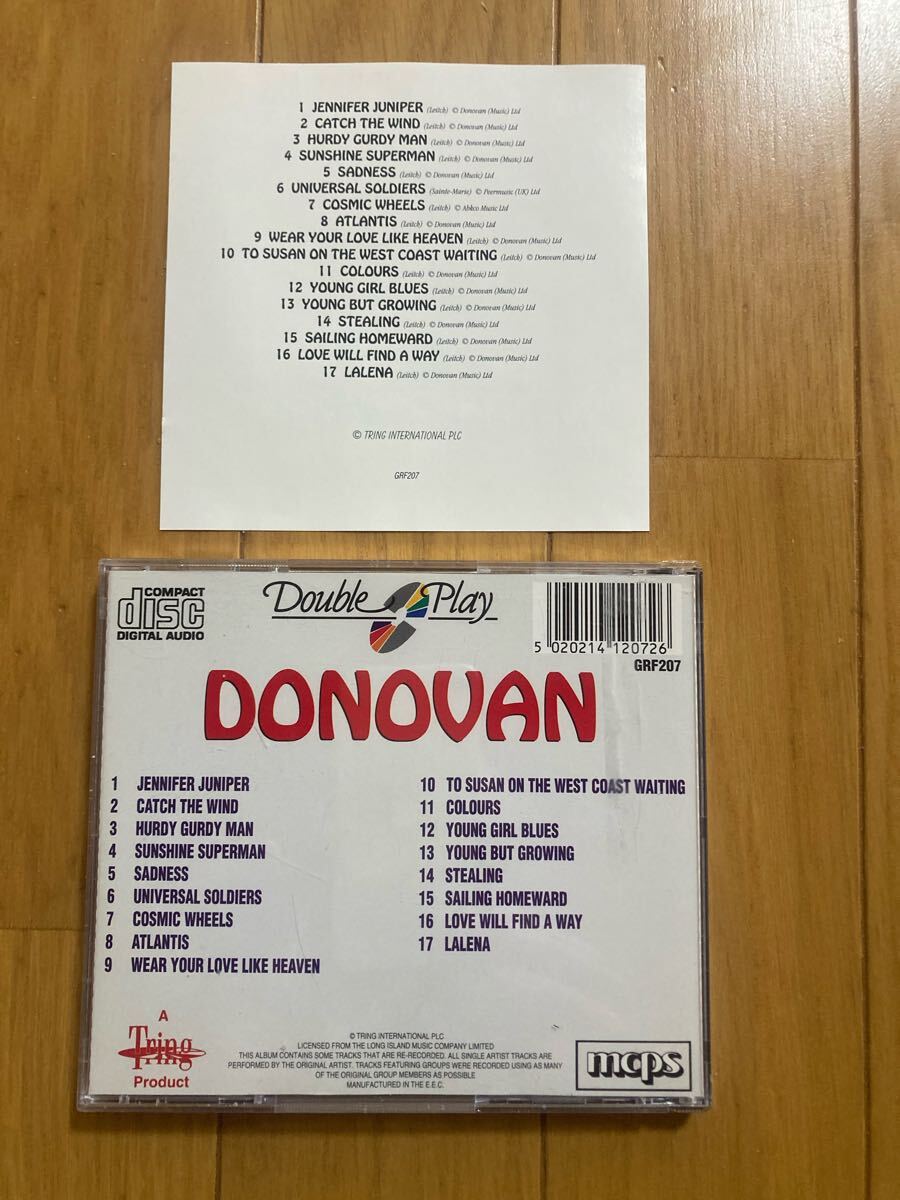 1 JENNIFER JUNIPER (Leitch) © Donovan (Music) Ltd
2 CATCH THE WIND (Leitch) © Donovan (Music) Ltd
3 HURDY GURDY MAN (Leitch) © Donovan (Music) Ltd
4 SUNSHINE SUPERMAN (Leitch) © Donovan (Music) Ltd
5 SADNESS (Leitch) © Donovan (Music) Ltd
6 UNIVERSAL SOLDIERS (Sainte-Marie) © Peermusic (UK) Ltd
7 COSMIC WHEELS (Leitch) © Abkco Music Ltd
8 ATLANTIS (Leitch) © Donovan (Music) Ltd
9 WEAR YOUR LOVE LIKE HEAVEN (Leitch) © Donovan (Music) Ltd
10 TO SUSAN ON THE WEST COAST WAITING (Leitch) © Donovan (Music) Ltd
11 COLOURS (Leitch) © Donovan (Music) Ltd
12 YOUNG GIRL BLUES (Leitch) © Donovan (Music) Ltd
13 YOUNG BUT GROWING (Leitch) © Donovan (Music) Ltd
14 STEALING (Leitch) © Donovan (Music) Ltd
15 SAILING HOMEWARD (Leitch) © Donovan (Music) Ltd
16 LOVE WILL FIND A WAY (Leitch) © Donovan (Music) Ltd
17 LALENA (Leitch) © Donovan (Music) Ltd
© TRING INTERNATIONAL PLC
GRF207
COMPACT
disc
DIGITAL AUDIO
Double Play
5 020214 120726
GRF207
DONOVAN
1 JENNIFER JUNIPER
2 CATCH THE WIND
3 HURDY GURDY MAN
4 SUNSHINE SUPERMAN
5 SADNESS
6 UNIVERSAL SOLDIERS
7 COSMIC WHEELS
8 ATLANTIS
9 WEAR YOUR LOVE LIKE HEAVEN
10 TO SUSAN ON THE WEST COAST WAITING
11 COLOURS
12 YOUNG GIRL BLUES
13 YOUNG BUT GROWING
14 STEALING
15 SAILING HOMEWARD
16 LOVE WILL FIND A WAY
17 LALENA
A
Tring
Product
© TRING INTERNATIONAL PLC
LICENSED FROM THE LONG ISLAND MUSIC COMPANY LIMITED
THIS ALBUM CONTAINS SOME TRACKS THAT ARE RE-RECORDED. ALL SINGLE ARTIST TRACKS ARE
PERFORMED BY THE ORIGINAL ARTIST. TRACKS FEATURING GROUPS WERE RECORDED USING AS MANY
OF THE ORIGINAL GROUP MEMBERS AS POSSIBLE
MANUFACTURED IN THE E.E.C.
mcps